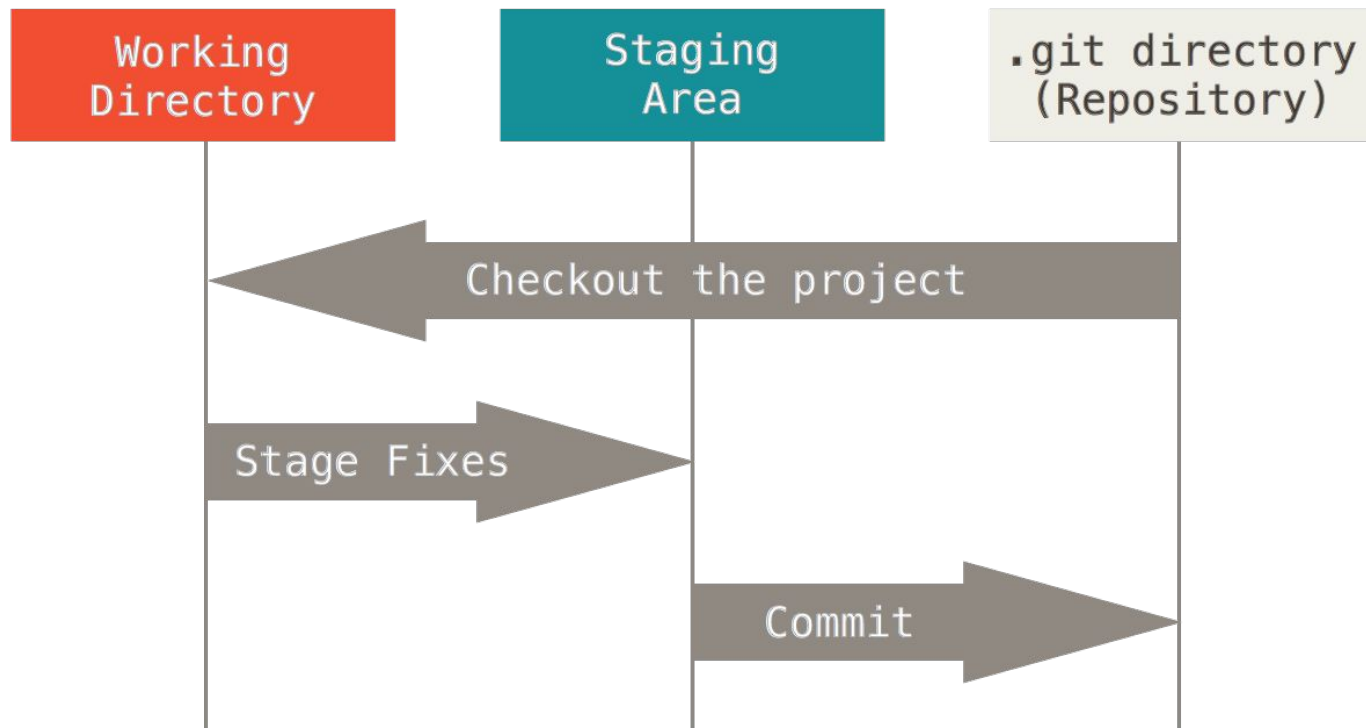 Working
Directory
Staging
Area
.git directory
(Repository)
Checkout the project
Stage Fixes
Commit